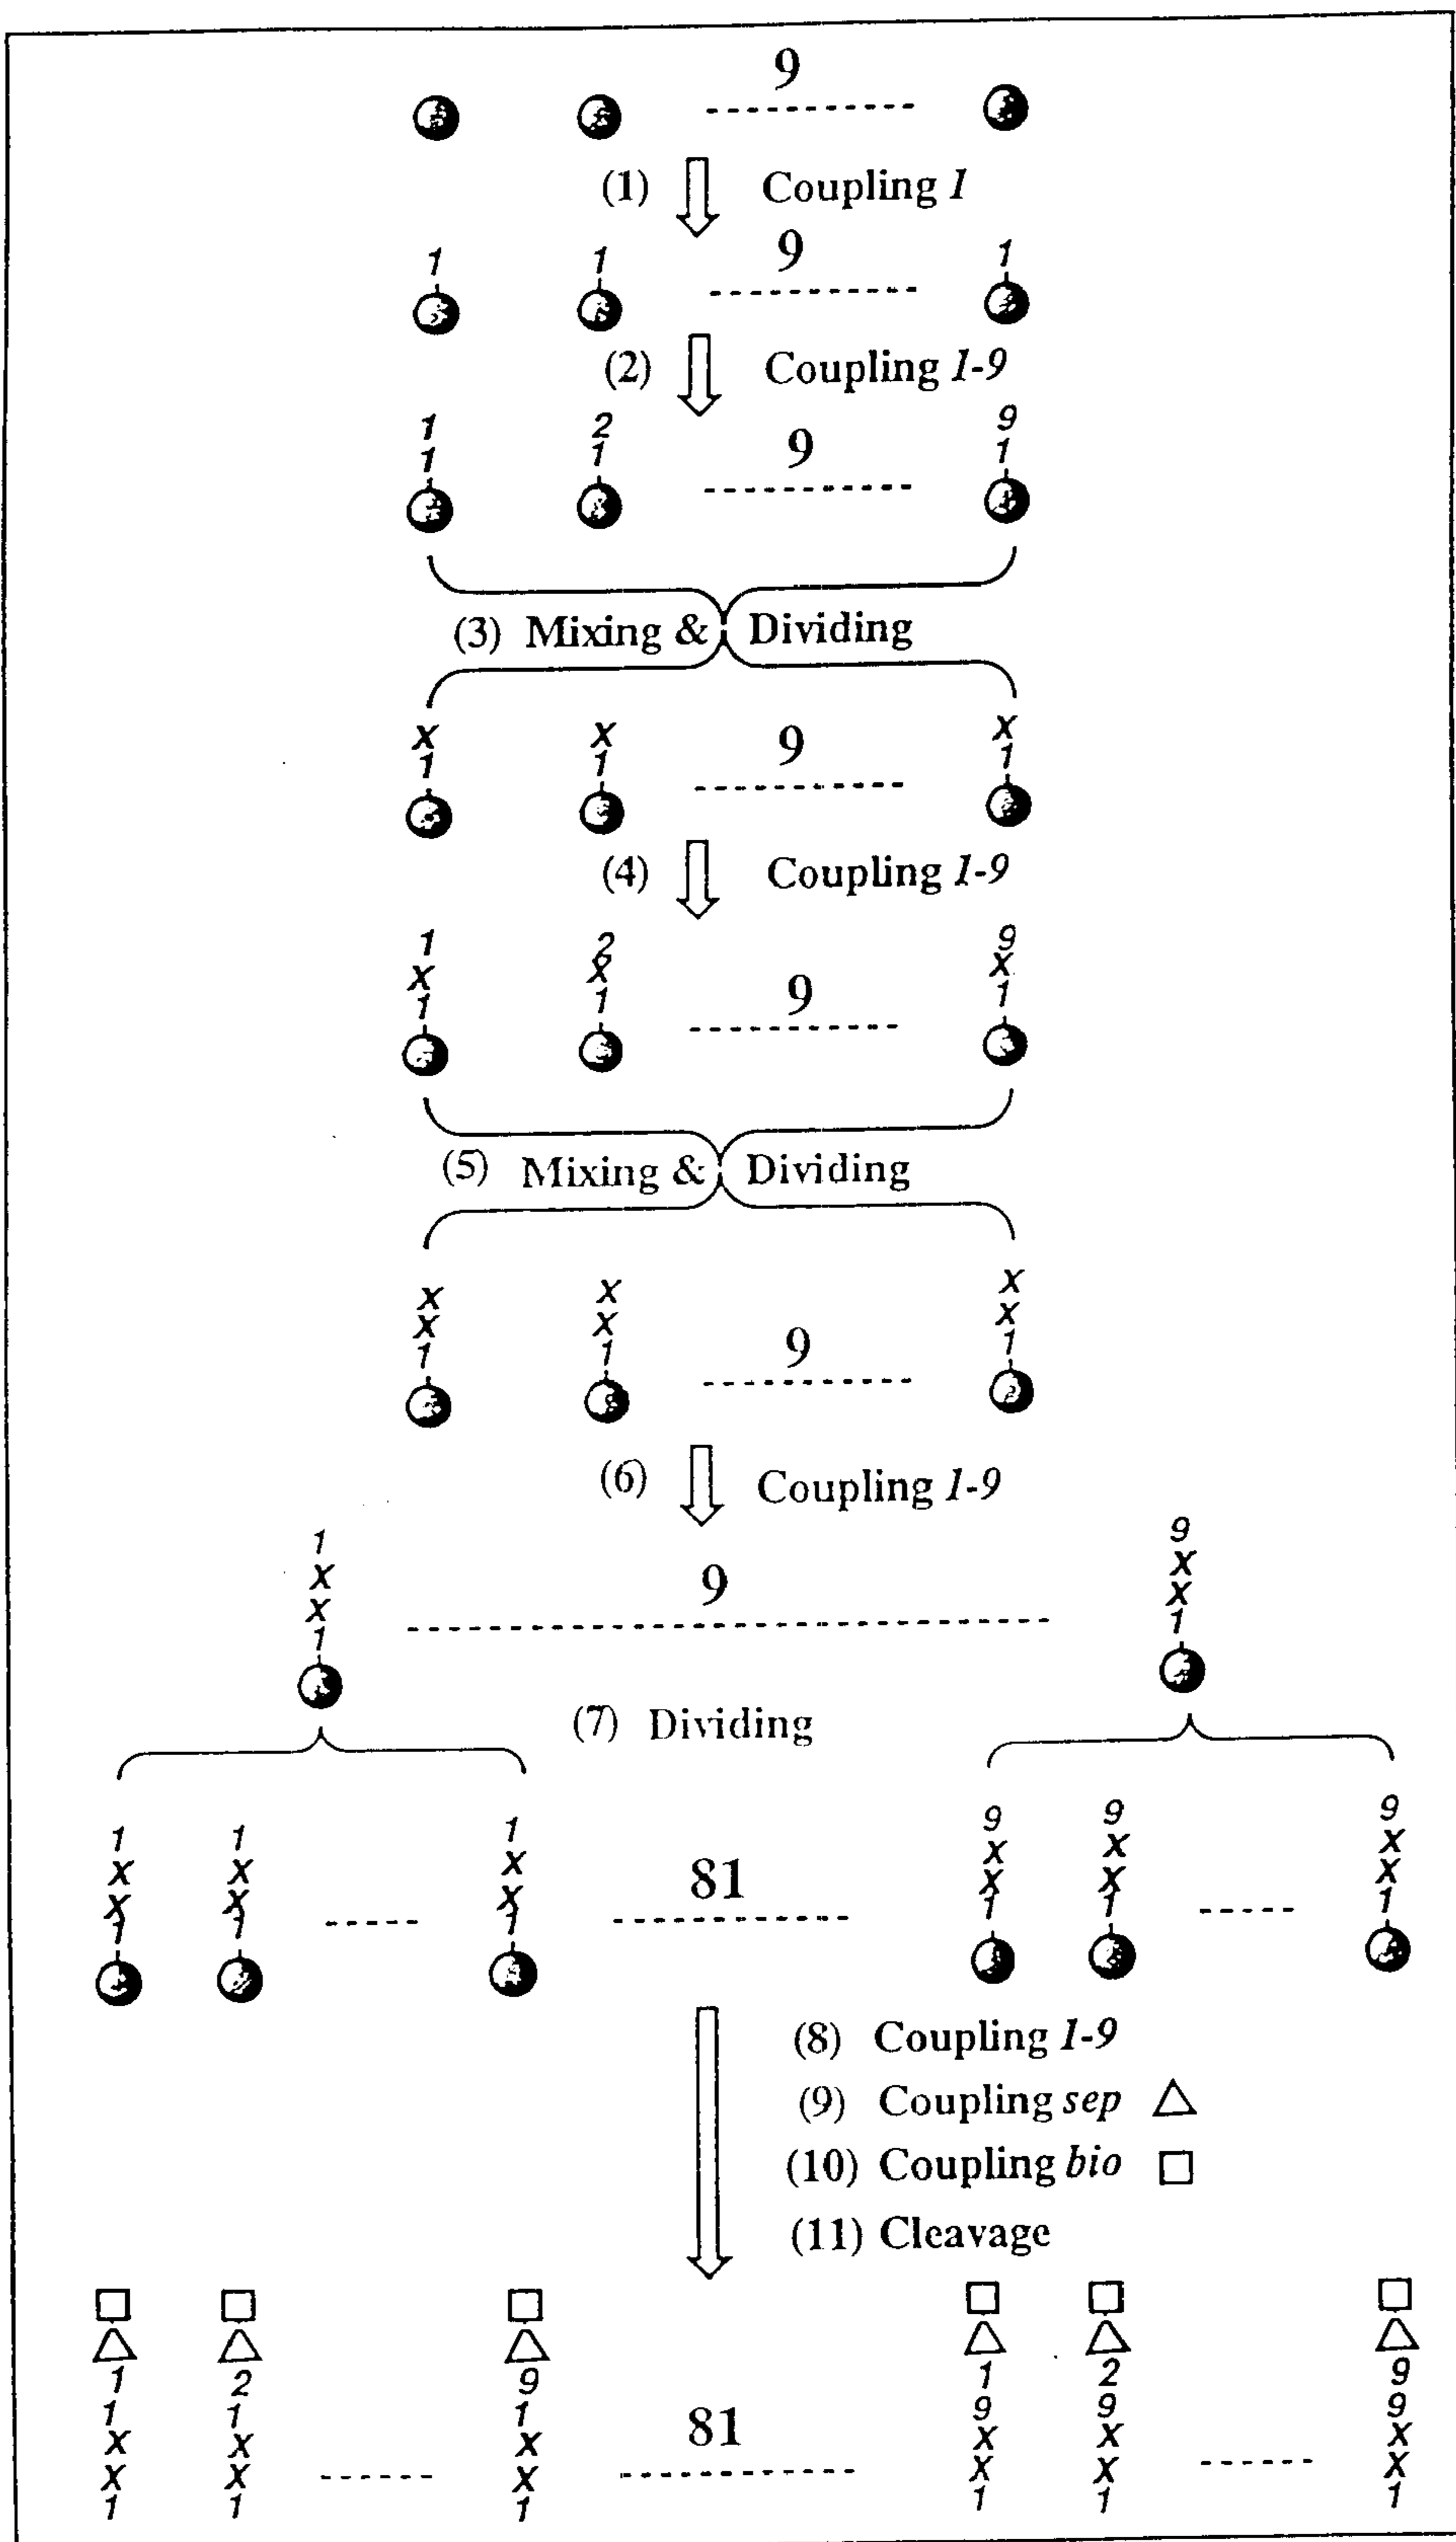 9
(1) Coupling 1
1 1 9 1
(2) Coupling 1-9
1 2 9
1 1 9 1
(3) Mixing & Dividing
X X 9 X
1 1 1
(4) Coupling 1-9
1 2 9
X X X
1 1 9 1
(5) Mixing & Dividing
X X X
X X X
1 1 9 1
(6) Coupling 1-9
1 9
X 9 X
X X
1 1
(7) Dividing
1 1 1 9 9 9
X X X X X X
X X X 81 X X X
1 1 1 1 1 1
(8) Coupling 1-9
(9) Coupling sep
(10) Coupling bio
(11) Cleavage
1 2 9 1 2 9
1 1 1 9 9 9
X X X 81 X X X
X X X X X X
1 1 1 1 1 1